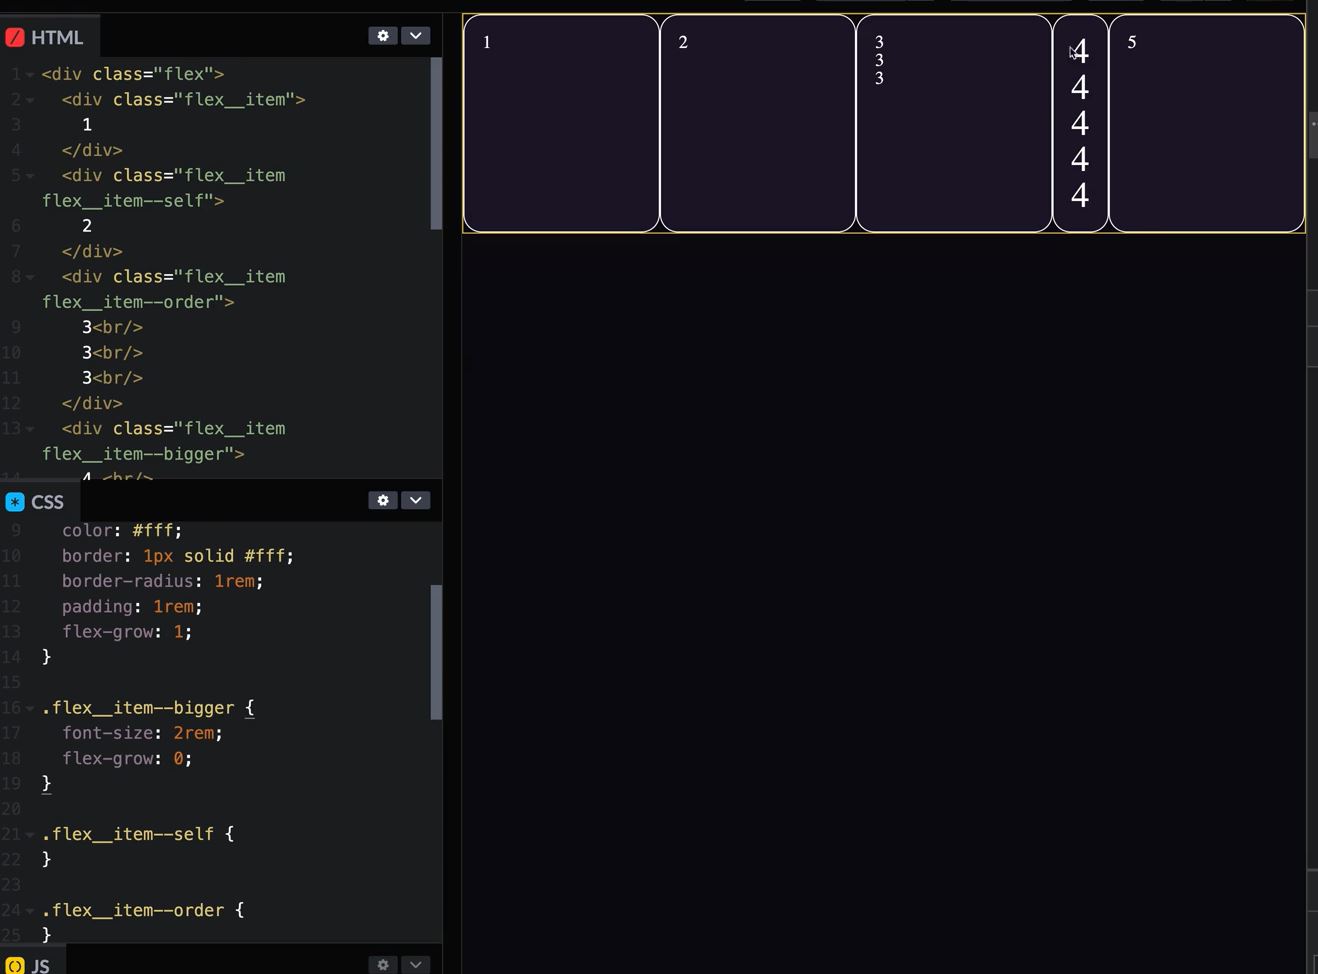 HTML
1 <div class="flex">
2 <div class="flex__item">
3 1
4 </div>
5 <div class="flex__item
flex__item--self">
6 2
7 </div>
8 <div class="flex__item
flex__item--order">
9 3<br/>
10 3<br/>
11 3<br/>
12 </div>
13 <div class="flex__item
flex__item--bigger">
14 4 <br/>
CSS
9 color: #fff;
10 border: 1px solid #fff;
11 border-radius: 1rem;
12 padding: 1rem;
13 flex-grow: 1;
14 }
15
16 .flex__item--bigger {
17 font-size: 2rem;
18 flex-grow: 0;
19 }
20
21 .flex__item--self {
22 }
23
24 .flex__item--order {
25 }
JS
1
2
3
3
3
4
4
4
4
4
5